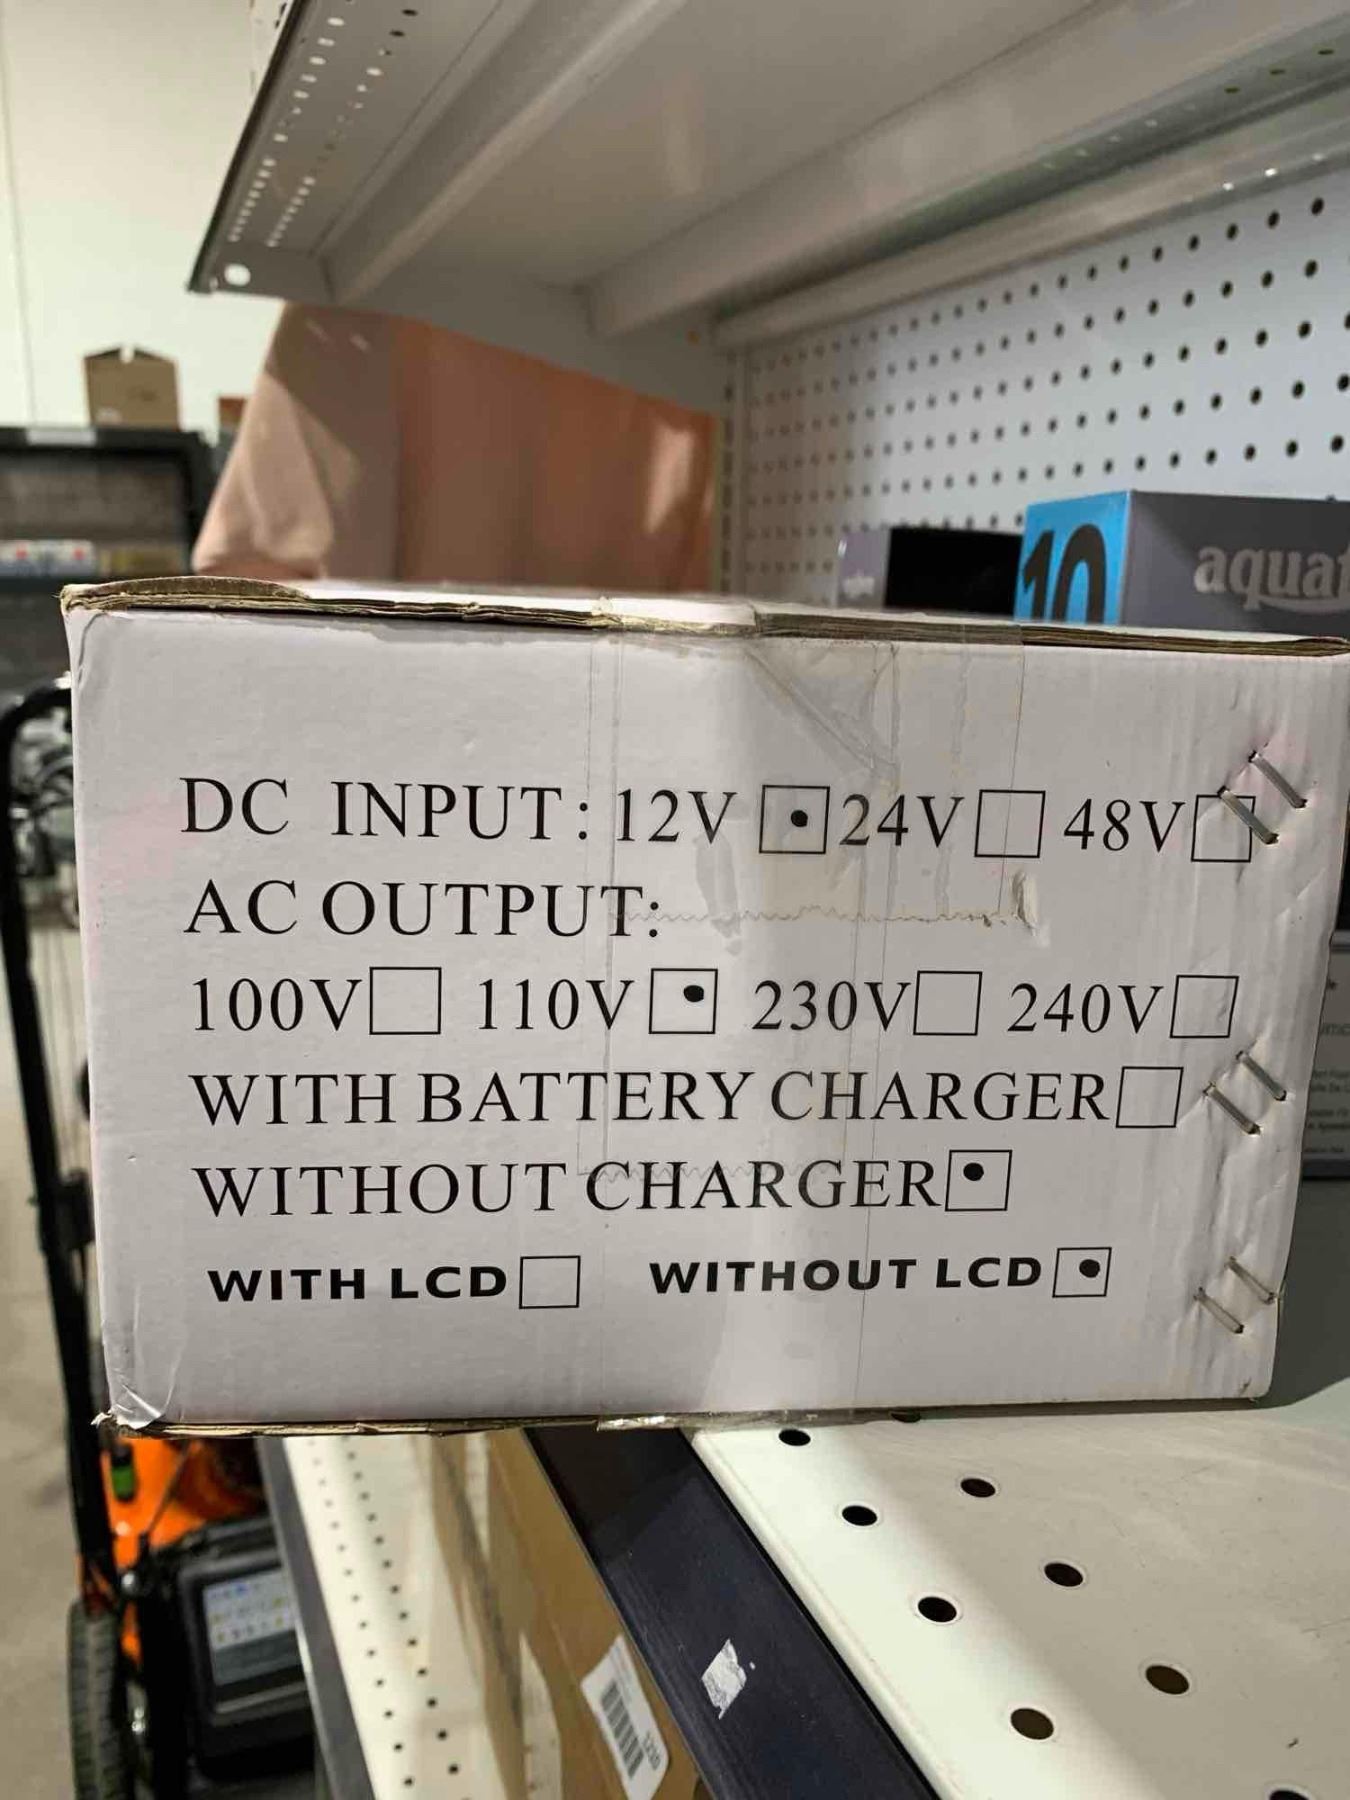 10
aqua
DC INPUT: 12V ☑ 24V ☐ 48V ☐
AC OUTPUT:
100V ☐ 110V ☑ 230V ☐ 240V ☐
WITH BATTERY CHARGER ☐
WITHOUT CHARGER ☑
WITH LCD ☐ WITHOUT LCD ☑